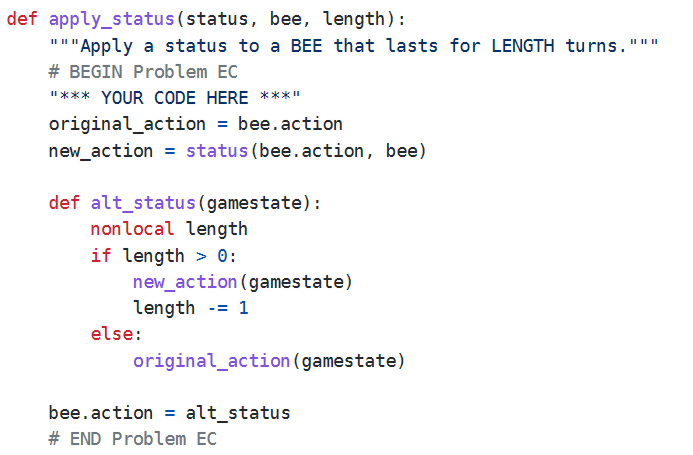 def apply_status(status, bee, length):
    """Apply a status to a BEE that lasts for LENGTH turns."""
    # BEGIN Problem EC
    "*** YOUR CODE HERE ***"
    original_action = bee.action
    new_action = status(bee.action, bee)

    def alt_status(gamestate):
        nonlocal length
        if length > 0:
            new_action(gamestate)
            length -= 1
        else:
            original_action(gamestate)

    bee.action = alt_status
    # END Problem EC